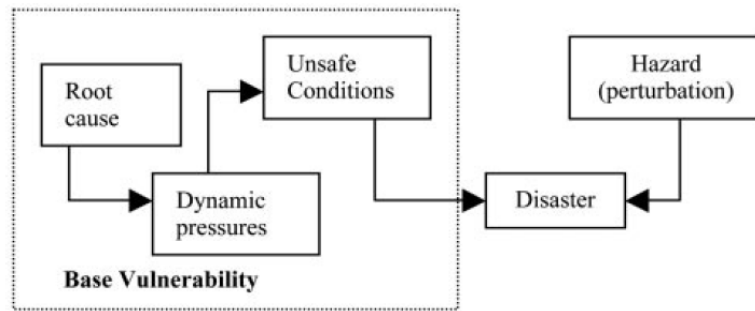 Root
cause
Dynamic
pressures
Unsafe
Conditions
Base Vulnerability
Disaster
Hazard
(perturbation)